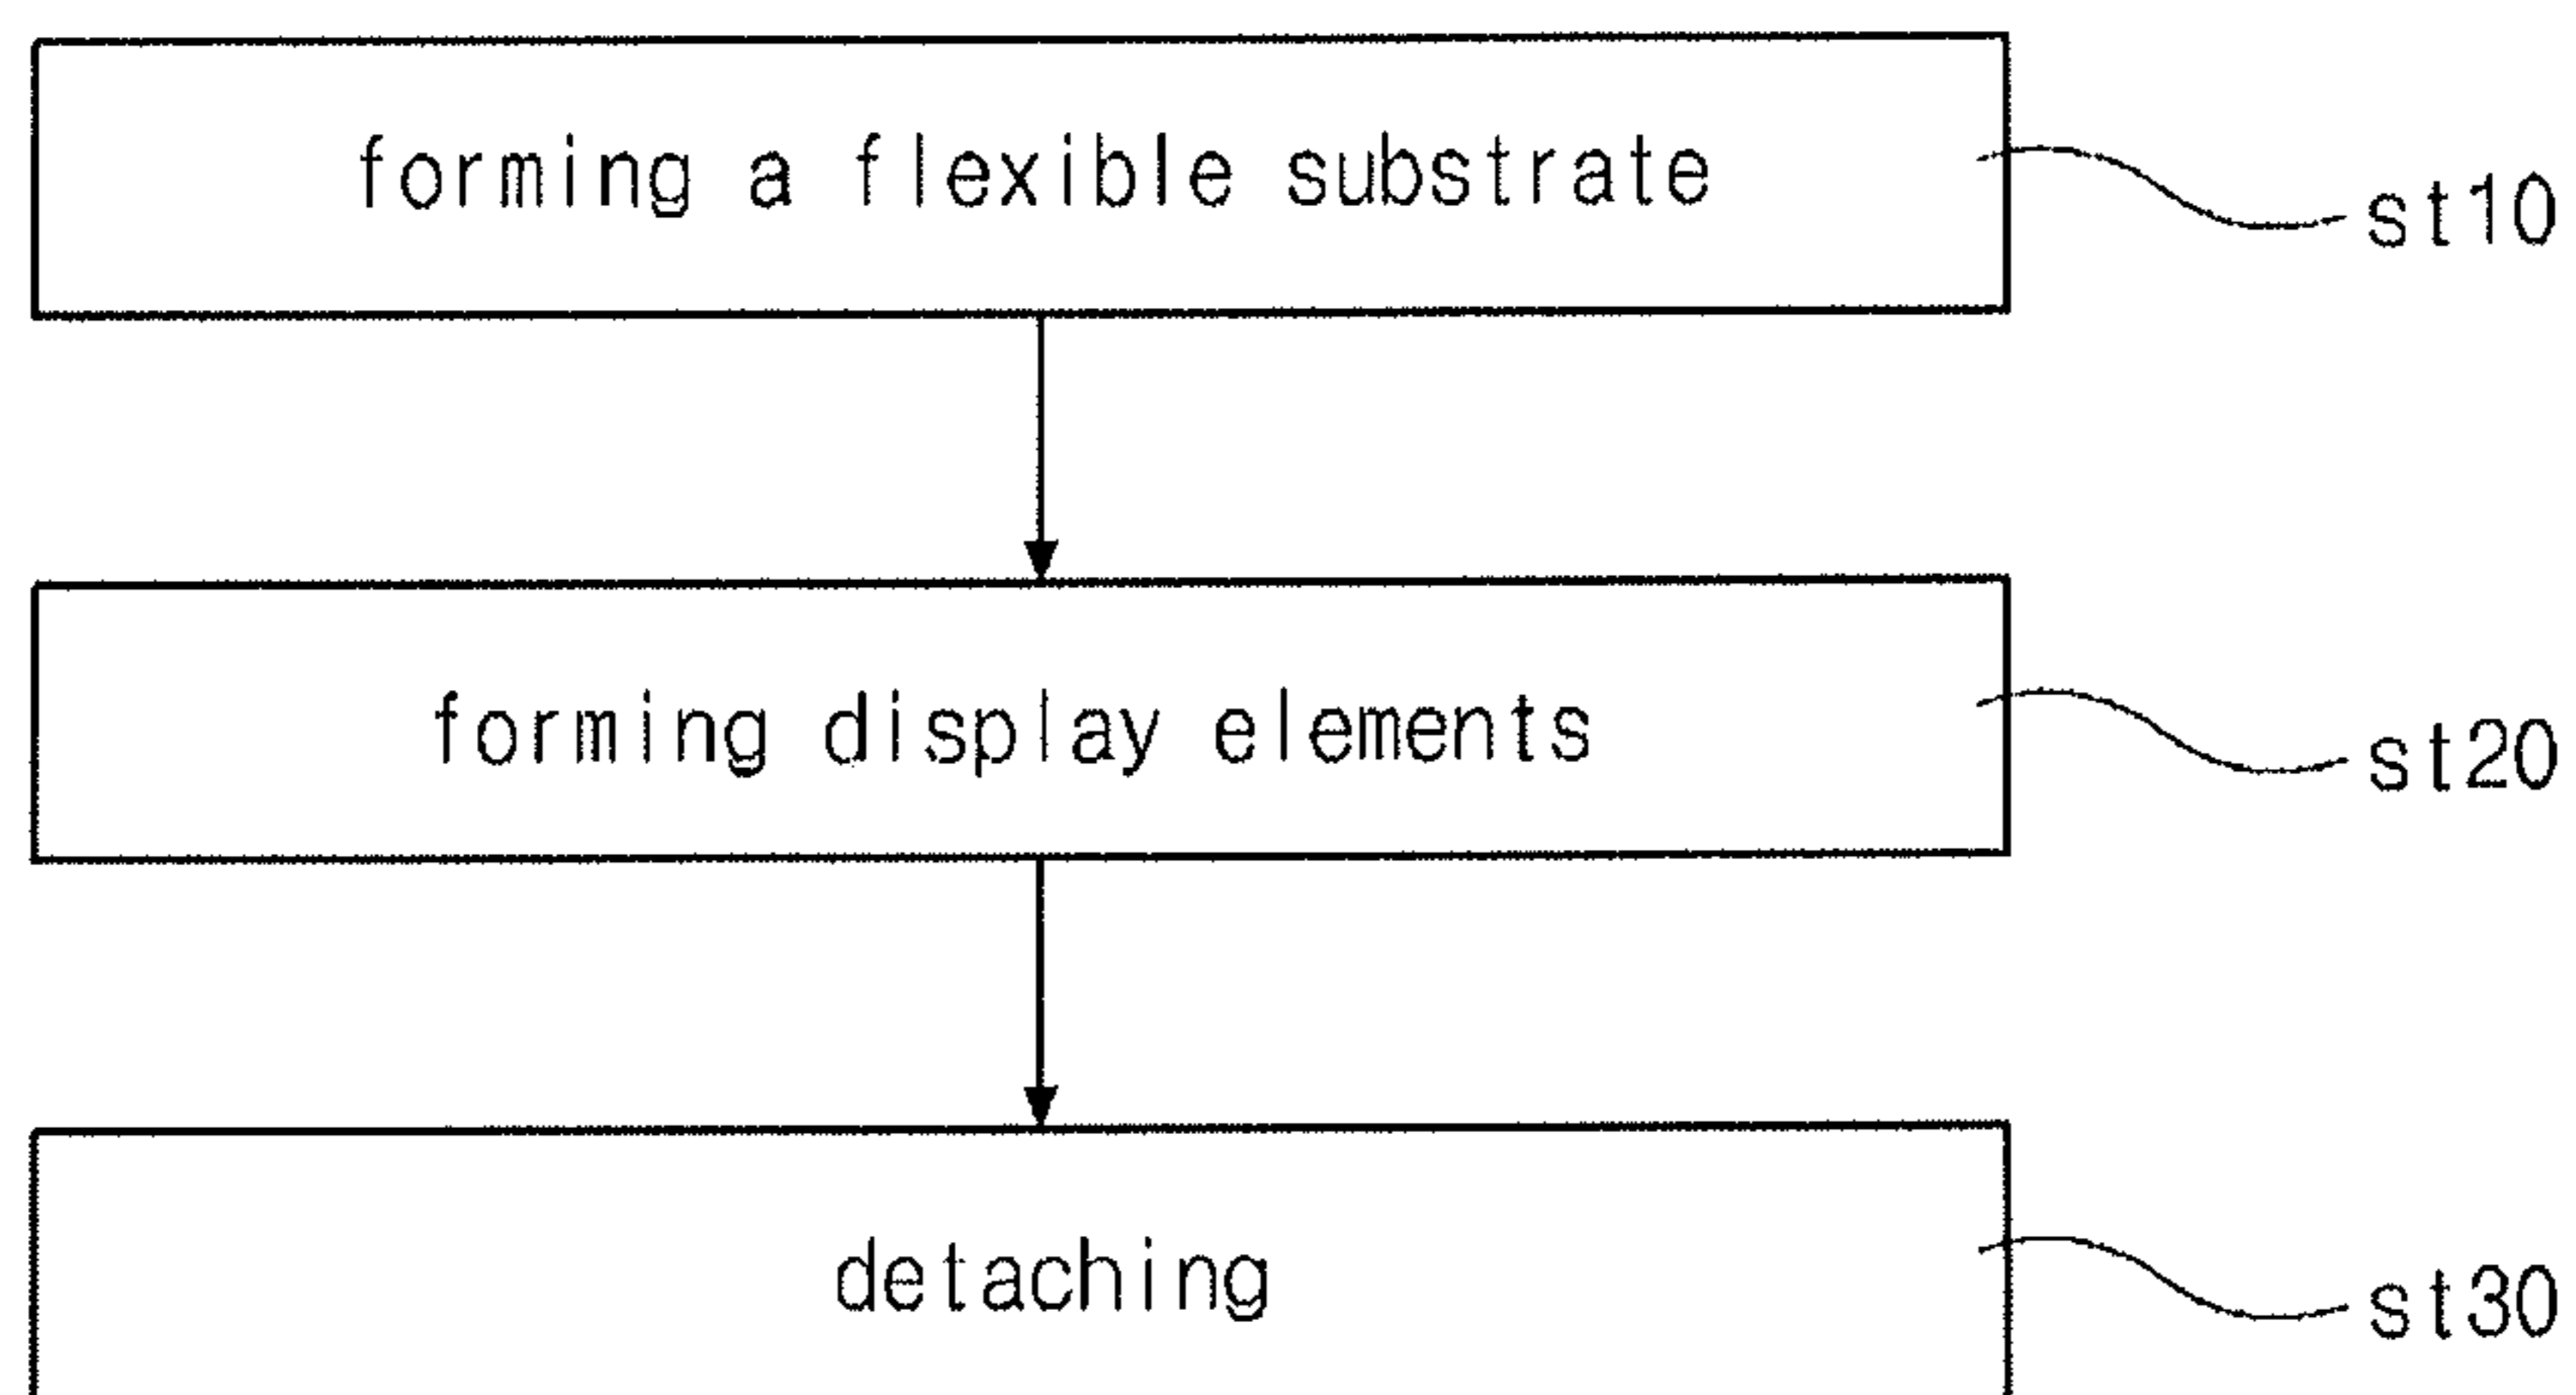 forming a flexible substrate
st10
forming display elements
st20
detaching
st30